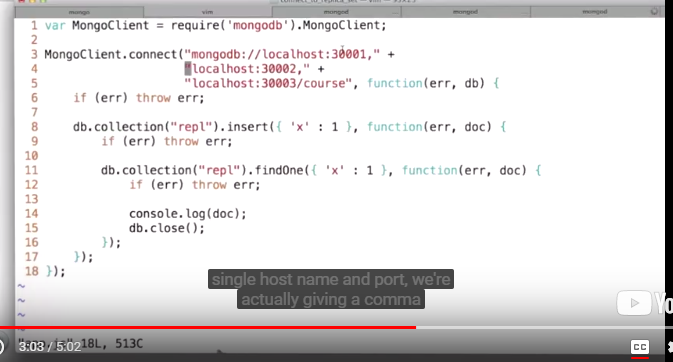 mongo
vim
mongod
mongod
mongod
1 var MongoClient = require('mongodb').MongoClient;
2
3 MongoClient.connect("mongodb://localhost:30001," +
4 "localhost:30002," +
5 "localhost:30003/course", function(err, db) {
6 if (err) throw err;
7
8 db.collection("repl").insert({ 'x' : 1 }, function(err, doc) {
9 if (err) throw err;
10
11 db.collection("repl").findOne({ 'x' : 1 }, function(err, doc) {
12 if (err) throw err;
13
14 console.log(doc);
15 db.close();
16 });
17 });
18 });
~
~
~
~
single host name and port, we're
actually giving a comma
3:03 / 5:02
18L, 513C
CC